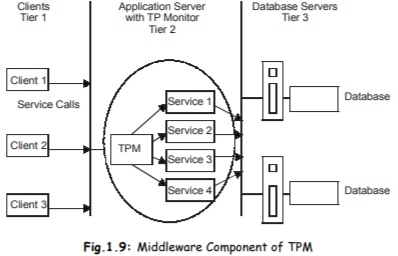 Clients
Tier 1
Application Server
with TP Monitor
Tier 2
Database Servers
Tier 3
Client 1
Service Calls
Client 2
Client 3
TPM
Service 1
Service 2
Service 3
Service 4
Database
Database
Fig.1.9: Middleware Component of TPM